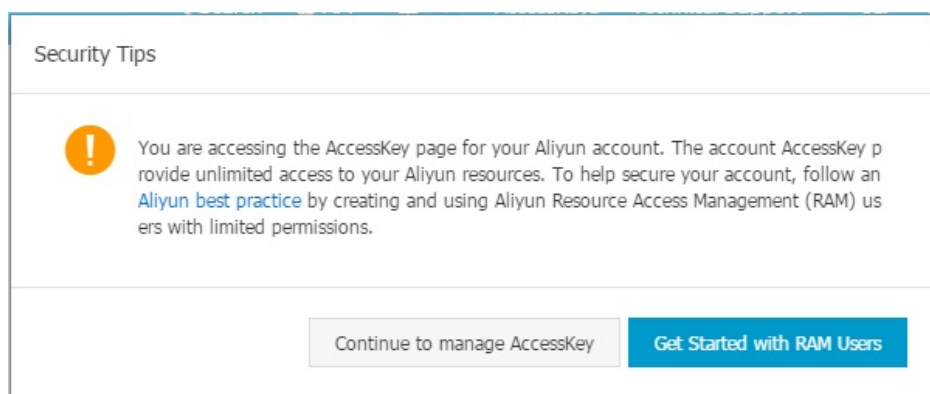 Security Tips
You are accessing the AccessKey page for your Aliyun account. The account AccessKey p
rovide unlimited access to your Aliyun resources. To help secure your account, follow an
Aliyun best practice by creating and using Aliyun Resource Access Management (RAM) us
ers with limited permissions.
Continue to manage AccessKey
Get Started with RAM Users